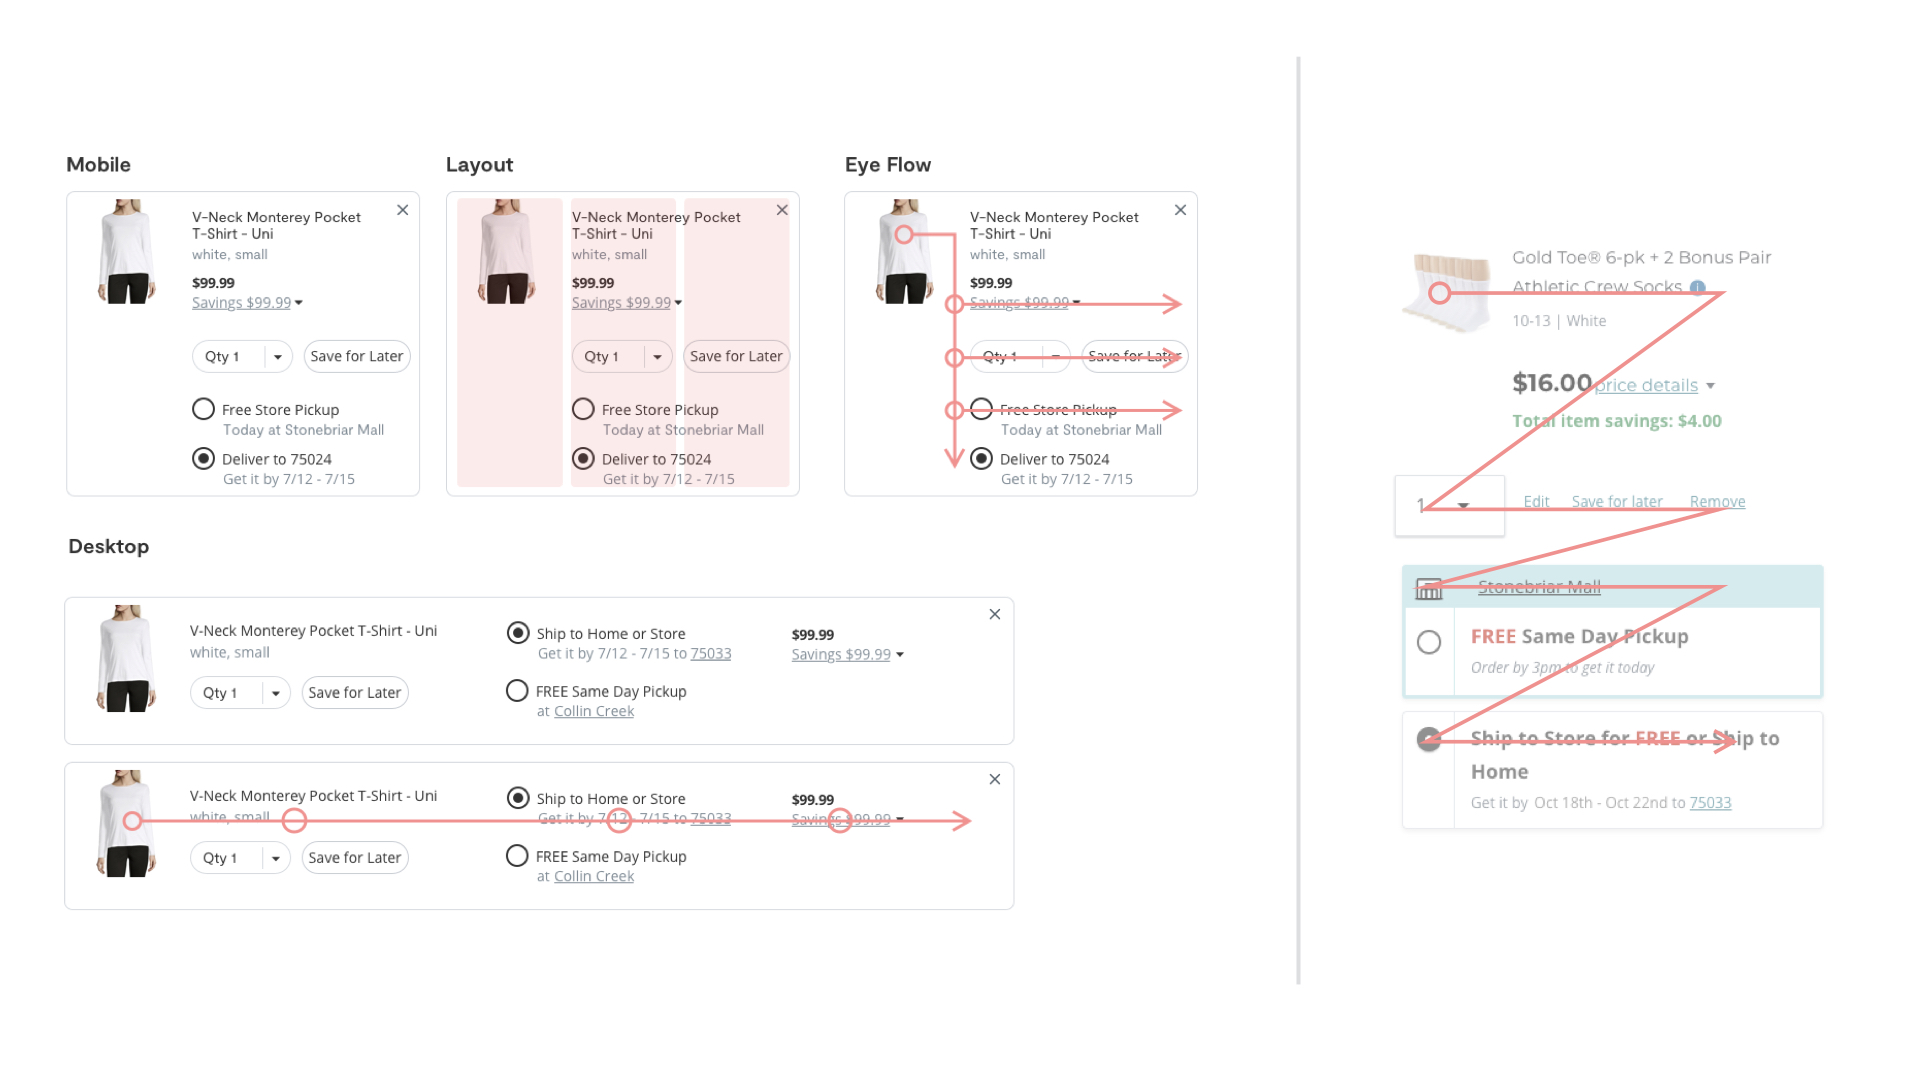 Mobile
V-Neck Monterey Pocket
T-Shirt - Uni
white, small
$99.99
Savings $99.99
Qty 1
Save for Later
Free Store Pickup
Today at Stonebriar Mall
Deliver to 75024
Get it by 7/12 - 7/15
Layout
V-Neck Monterey Pocket
T-Shirt - Uni
white, small
$99.99
Savings $99.99
Qty 1
Save for Later
Free Store Pickup
Today at Stonebriar Mall
Deliver to 75024
Get it by 7/12 - 7/15
Eye Flow
V-Neck Monterey Pocket
T-Shirt - Uni
white, small
$99.99
Savings $99.99
Qty 1
Save for Later
Free Store Pickup
Today at Stonebriar Mall
Deliver to 75024
Get it by 7/12 - 7/15
Desktop
V-Neck Monterey Pocket T-Shirt - Uni
white, small
Qty 1
Save for Later
Ship to Home or Store
Get it by 7/12 - 7/15 to 75033
FREE Same Day Pickup
at Collin Creek
$99.99
Savings $99.99
V-Neck Monterey Pocket T-Shirt - Uni
white, small
Qty 1
Save for Later
Ship to Home or Store
Get it by 7/12 - 7/15 to 75033
FREE Same Day Pickup
at Collin Creek
$99.99
Savings $99.99
Gold Toe® 6-pk + 2 Bonus Pair
Athletic Crew Socks
10-13 | White
$16.00 price details
Total item savings: $4.00
1
Edit
Save for later
Remove
Stonebriar Mall
FREE Same Day Pickup
Order by 3pm to get it today
Ship to Store for FREE or Ship to
Home
Get it by Oct 18th - Oct 22nd to 75033